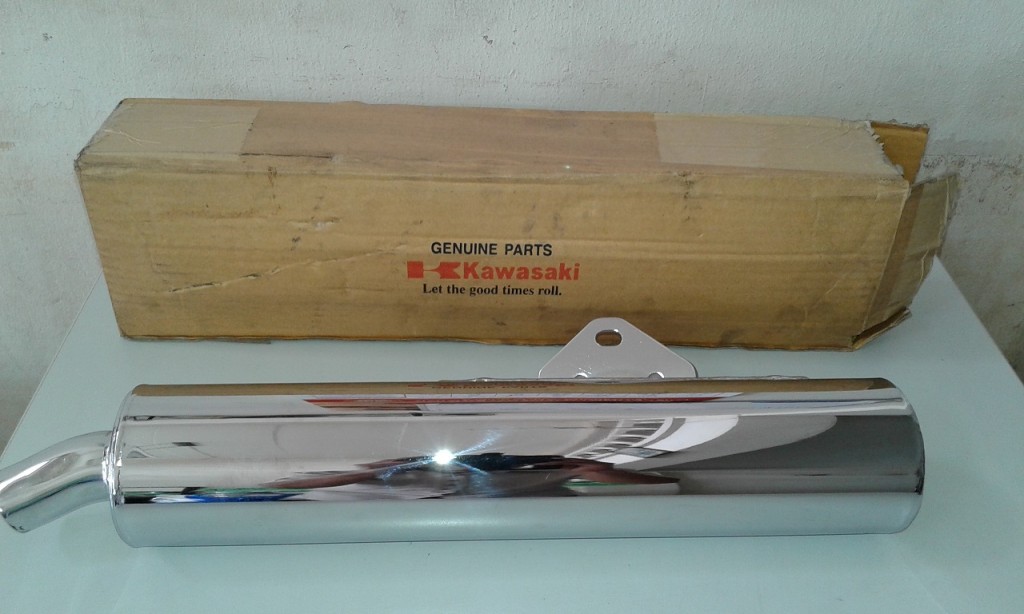 GENUINE PARTS
Kawasaki
Let the good times roll.